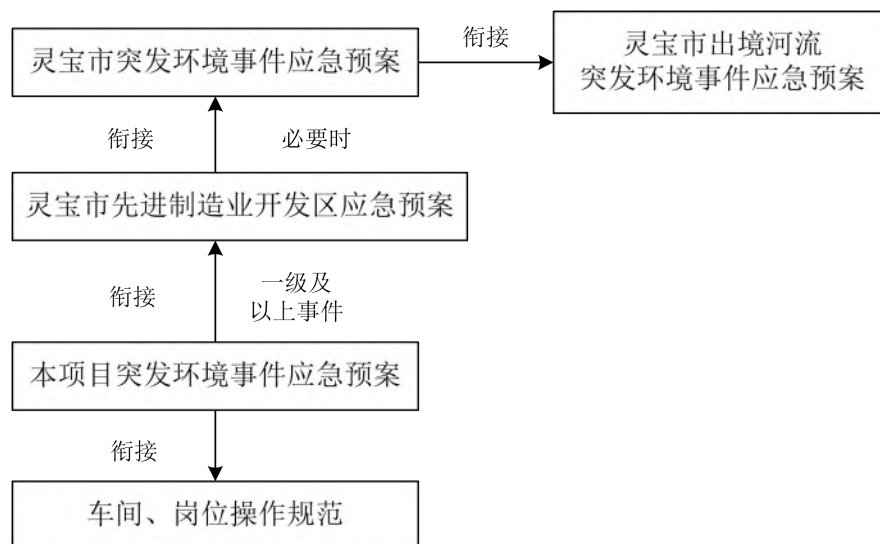 灵宝市突发环境事件应急预案
衔接
灵宝市出境河流
突发环境事件应急预案
衔接
必要时
灵宝市先进制造业开发区应急预案
衔接
一级及
以上事件
本项目突发环境事件应急预案
衔接
车间、岗位操作规范